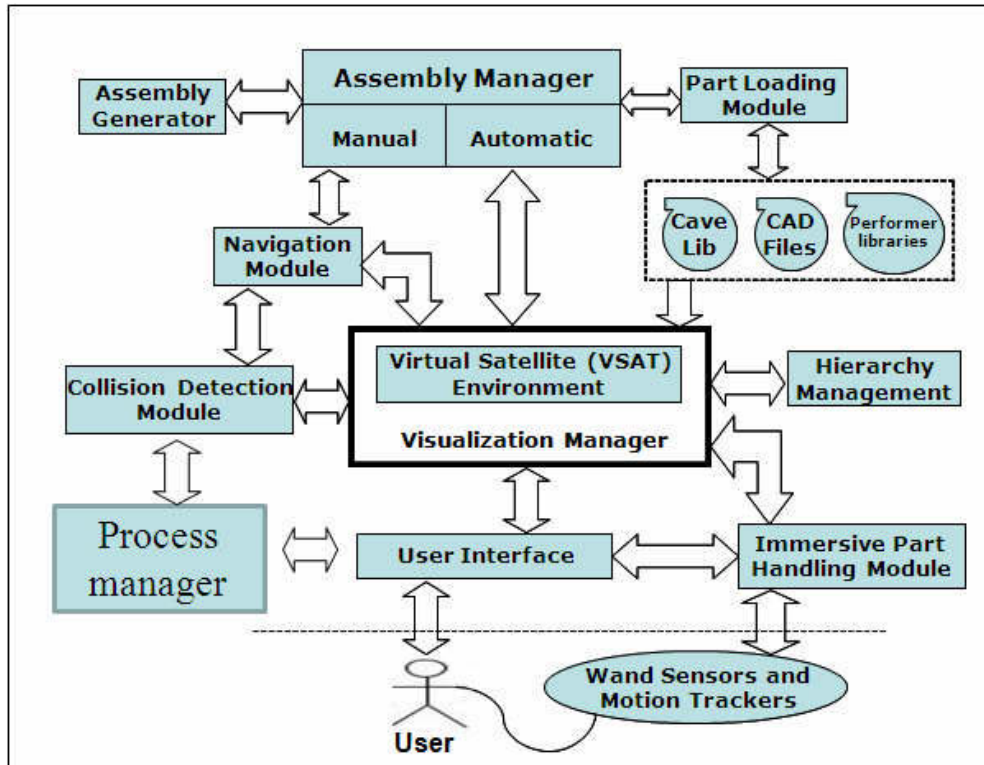 Assembly Manager
Manual
Automatic
Assembly
Generator
Part Loading
Module
Cave
Lib
CAD
Files
Performer
libraries
Navigation
Module
Virtual Satellite (VSAT)
Environment
Visualization Manager
Hierarchy
Management
Collision Detection
Module
Process
manager
User Interface
Immersive Part
Handling Module
Wand Sensors and
Motion Trackers
User